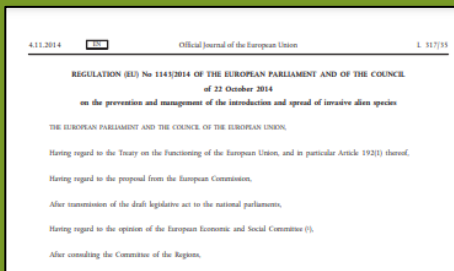 4.11.2014 EN Official Journal of the European Union L 317/35
REGULATION (EU) No 1143/2014 OF THE EUROPEAN PARLIAMENT AND OF THE COUNCIL
of 22 October 2014
on the prevention and management of the introduction and spread of invasive alien species
THE EUROPEAN PARLIAMENT AND THE COUNCIL OF THE EUROPEAN UNION,
Having regard to the Treaty on the Functioning of the European Union, and in particular Article 192(1) thereof,
Having regard to the proposal from the European Commission,
After transmission of the draft legislative act to the national parliaments,
Having regard to the opinion of the European Economic and Social Committee (¹),
After consulting the Committee of the Regions,